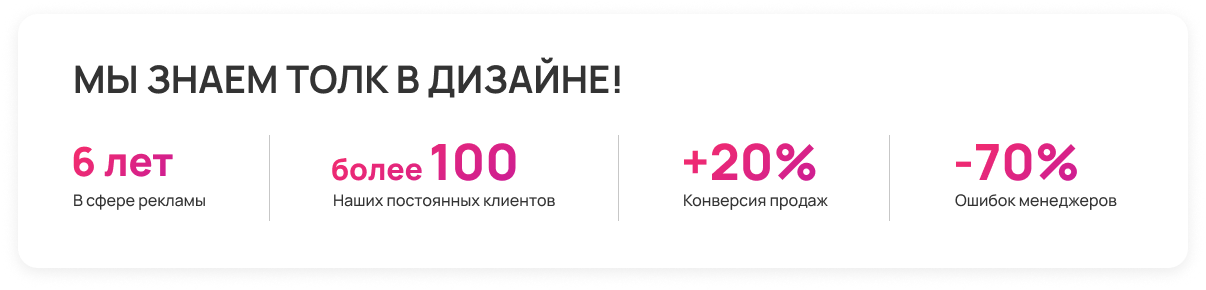 МЫ ЗНАЕМ ТОЛК В ДИЗАЙНЕ!
6 лет
В сфере рекламы
более 100
Наших постоянных клиентов
+20%
Конверсия продаж
-70%
Ошибок менеджеров